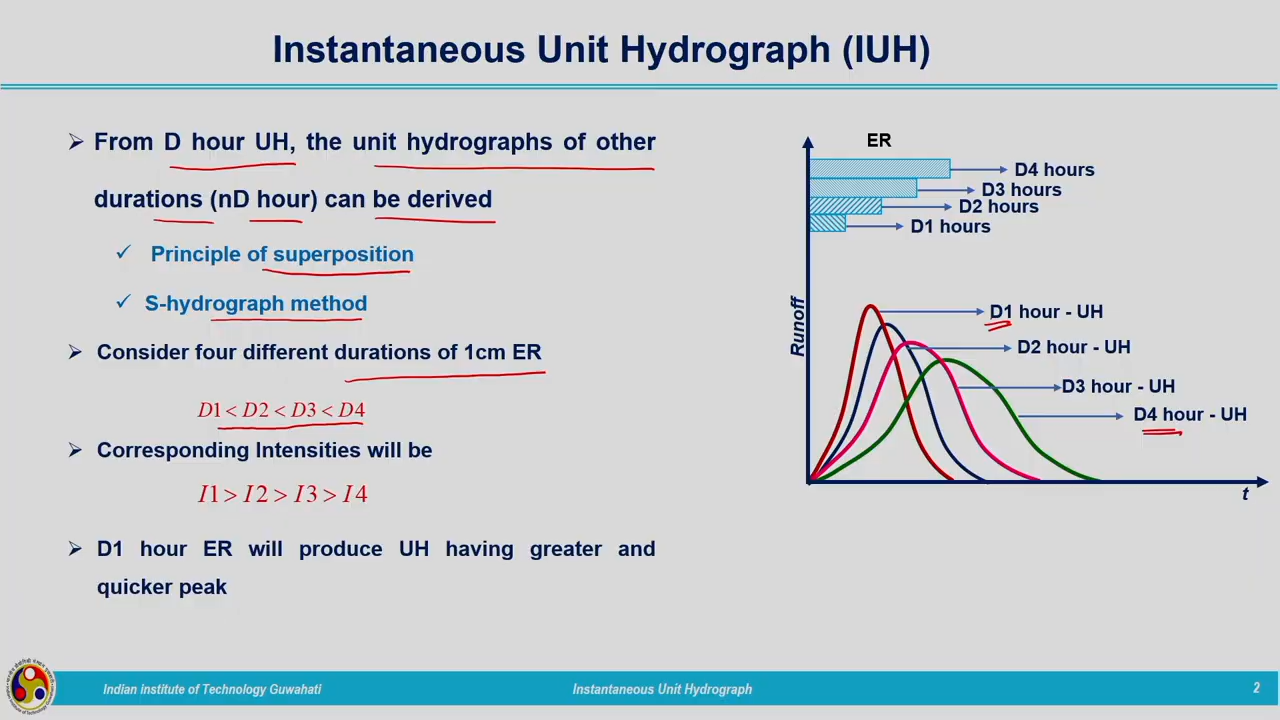 Instantaneous Unit Hydrograph (IUH)
From D hour UH, the unit hydrographs of other
durations (nD hour) can be derived
Principle of superposition
S-hydrograph method
Consider four different durations of 1cm ER
D1 < D2 < D3 < D4
Corresponding Intensities will be
I1 > I2 > I3 > I4
D1 hour ER will produce UH having greater and
quicker peak
ER
D4 hours
D3 hours
D2 hours
D1 hours
Runoff
D1 hour - UH
D2 hour - UH
D3 hour - UH
D4 hour - UH
t
Indian institute of Technology Guwahati
Instantaneous Unit Hydrograph
2